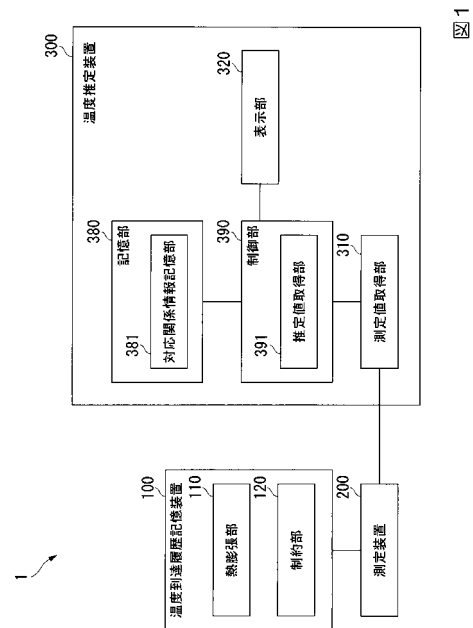 1
100
温度到達履歴記憶装置
110
熱膨張部
120
制約部
200
測定装置
300
温度推定装置
380
記憶部
381
対応関係情報記憶部
390
制御部
391
推定値取得部
310
測定値取得部
320
表示部
図1